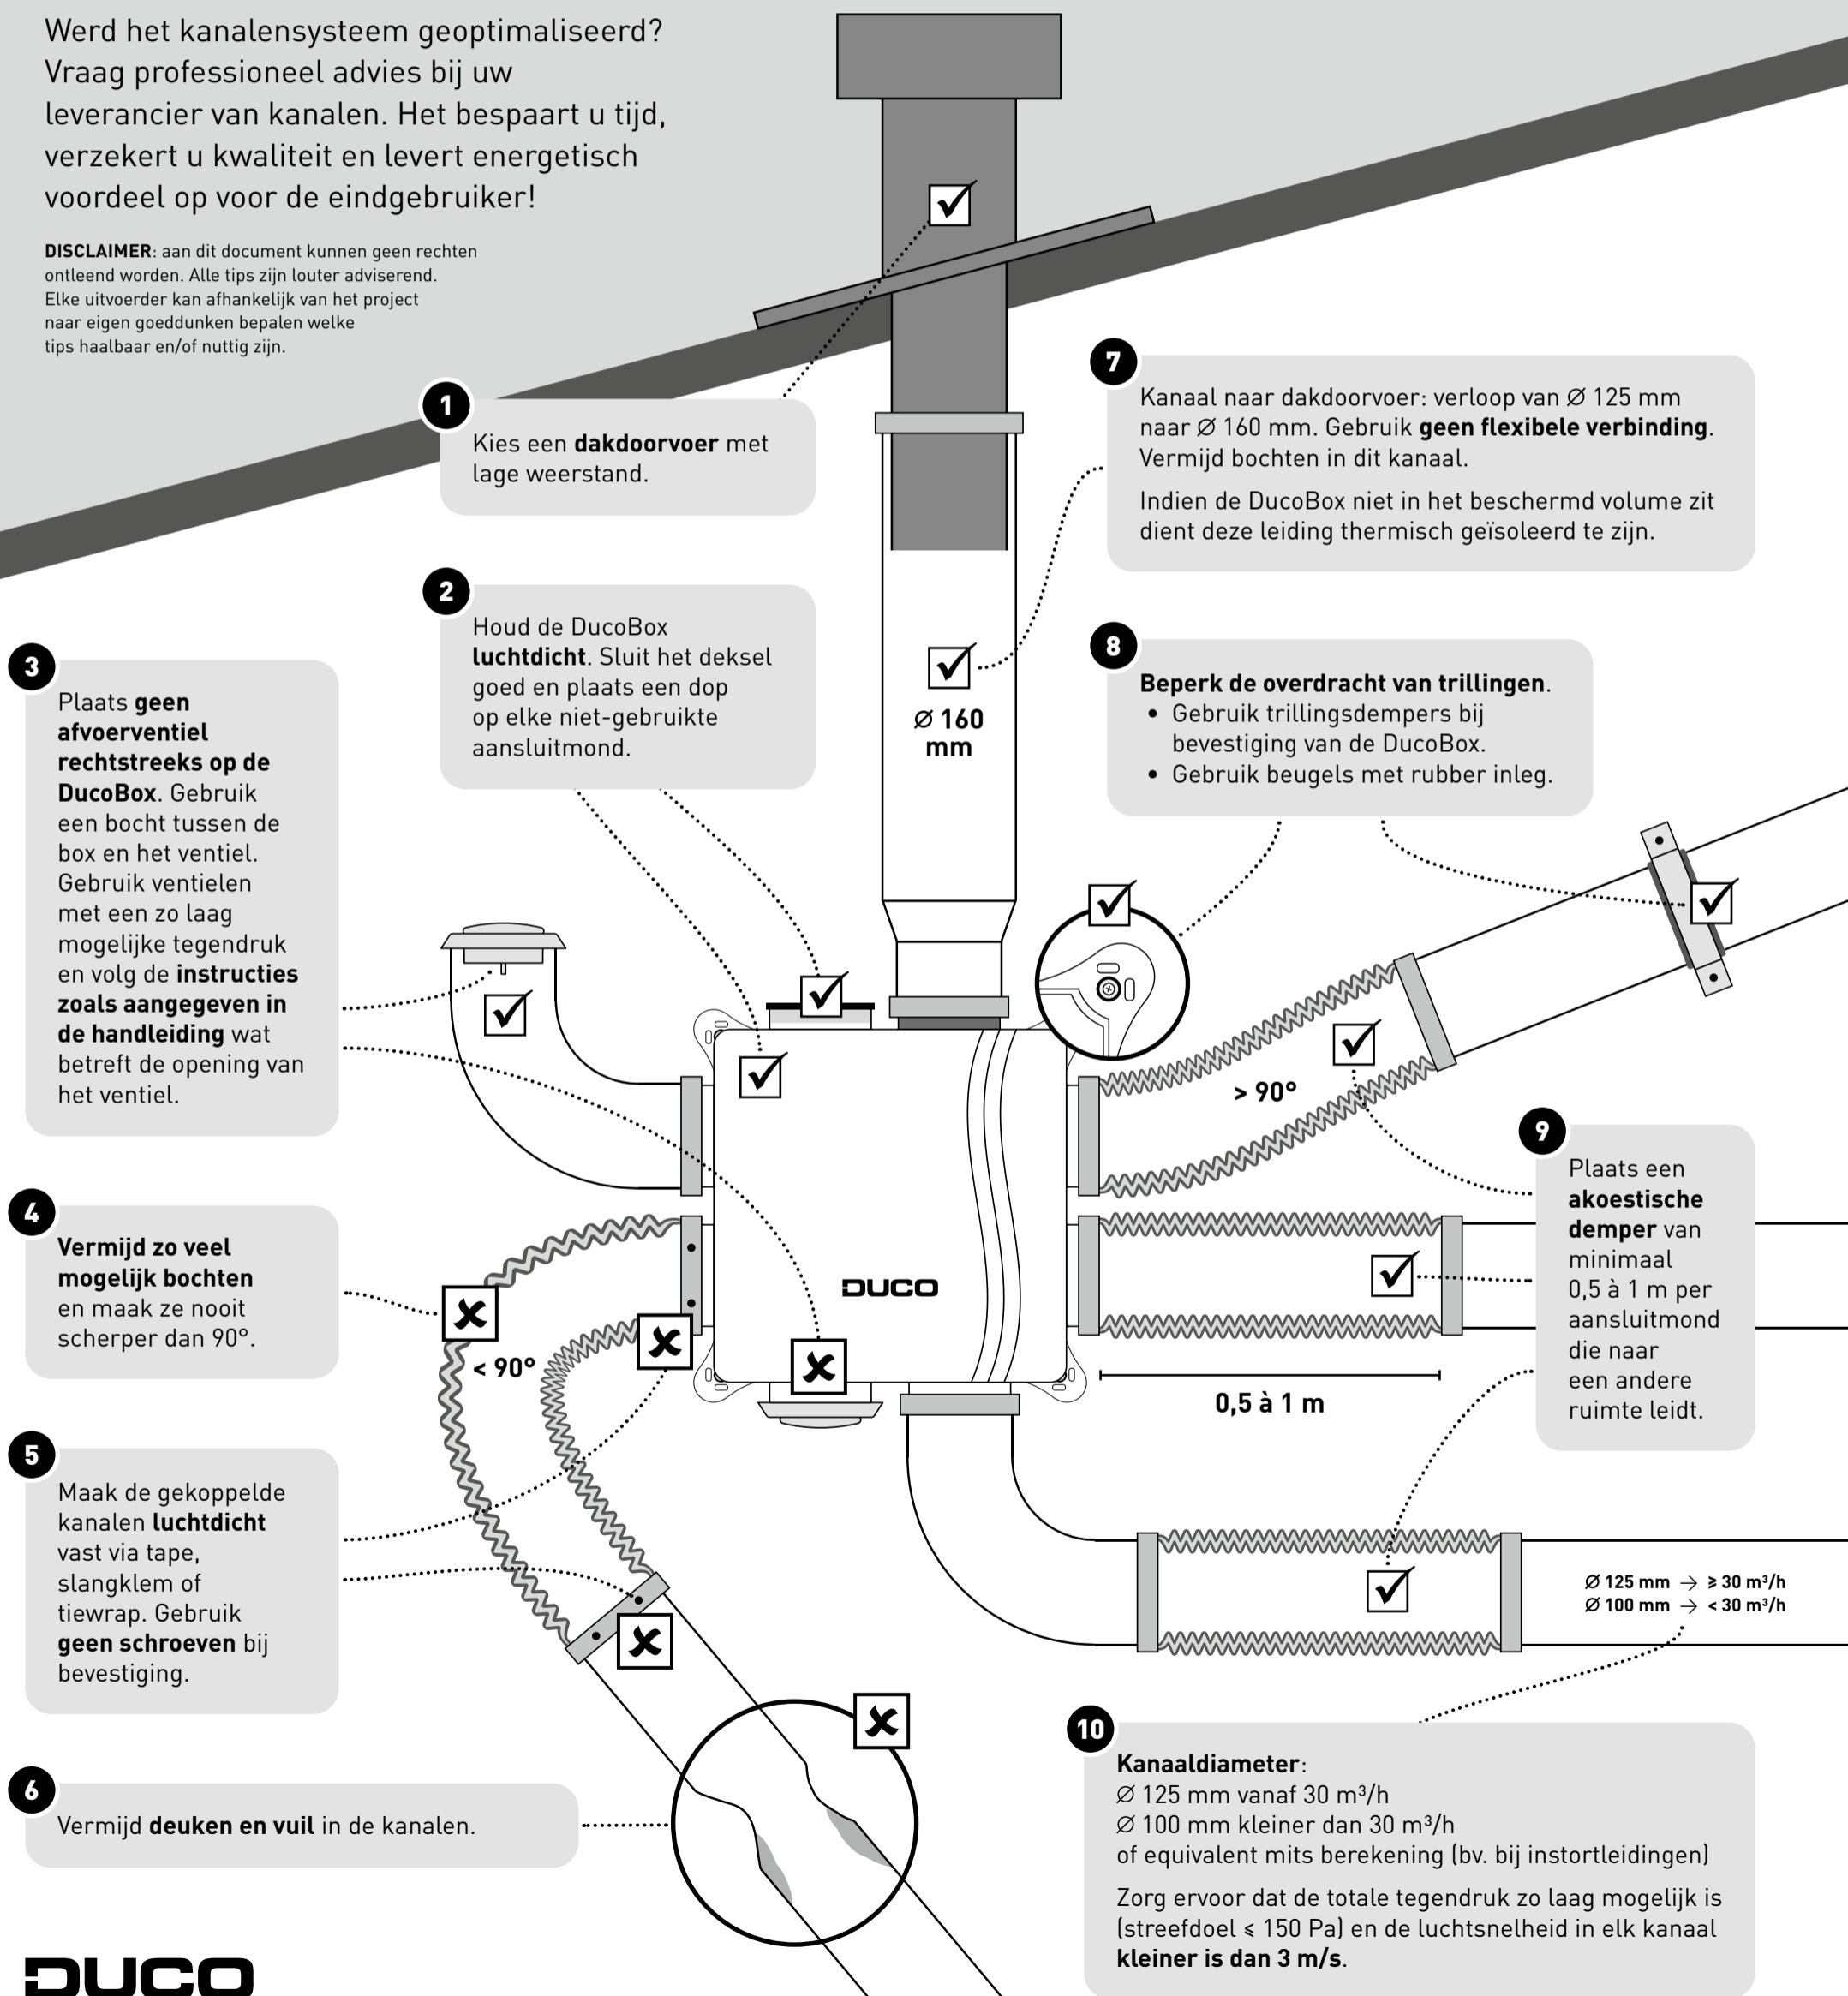 Werd het kanalensysteem geoptimaliseerd?
Vraag professioneel advies bij uw
leverancier van kanalen. Het bespaart u tijd,
verzekert u kwaliteit en levert energetisch
voordeel op voor de eindgebruiker!
DISCLAIMER: aan dit document kunnen geen rechten
ontleend worden. Alle tips zijn louter adviserend.
Elke uitvoerder kan afhankelijk van het project
naar eigen goeddunken bepalen welke
tips haalbaar en/of nuttig zijn.
1
Kies een dakdoorvoer met
lage weerstand.
2
Houd de DucoBox
luchtdicht. Sluit het deksel
goed en plaats een dop
op elke niet-gebruikte
aansluitmond.
3
Plaats geen
afvoerventiel
rechtstreeks op de
DucoBox. Gebruik
een bocht tussen de
box en het ventiel.
Gebruik ventielen
met een zo laag
mogelijke tegendruk
en volg de instructies
zoals aangegeven in
de handleiding wat
betreft de opening van
het ventiel.
4
Vermijd zo veel
mogelijk bochten
en maak ze nooit
scherper dan 90°.
< 90°
5
Maak de gekoppelde
kanalen luchtdicht
vast via tape,
slangklem of
tiewrap. Gebruik
geen schroeven bij
bevestiging.
6
Vermijd deuken en vuil in de kanalen.
7
Kanaal naar dakdoorvoer: verloop van Ø 125 mm
naar Ø 160 mm. Gebruik geen flexibele verbinding.
Vermijd bochten in dit kanaal.
Indien de DucoBox niet in het beschermd volume zit
dient deze leiding thermisch geïsoleerd te zijn.
Ø 160
mm
8
Beperk de overdracht van trillingen.
• Gebruik trillingsdempers bij
bevestiging van de DucoBox.
• Gebruik beugels met rubber inleg.
> 90°
9
Plaats een
akoestische
demper van
minimaal
0,5 à 1 m per
aansluitmond
die naar
een andere
ruimte leidt.
DUCO
0,5 à 1 m
Ø 125 mm → ≥ 30 m³/h
Ø 100 mm → < 30 m³/h
10
Kanaaldiameter:
Ø 125 mm vanaf 30 m³/h
Ø 100 mm kleiner dan 30 m³/h
of equivalent mits berekening (bv. bij instortleidingen)
Zorg ervoor dat de totale tegendruk zo laag mogelijk is
(streefdoel ≤ 150 Pa) en de luchtsnelheid in elk kanaal
kleiner is dan 3 m/s.
DUCO